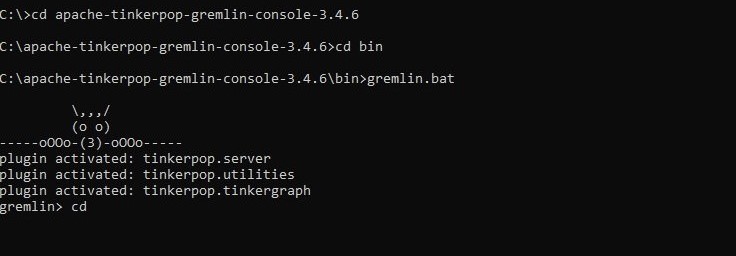 C:\>cd apache-tinkerpop-gremlin-console-3.4.6
C:\apache-tinkerpop-gremlin-console-3.4.6>cd bin
C:\apache-tinkerpop-gremlin-console-3.4.6\bin>gremlin.bat
         \,,,/
         (o o)
-----oOOo-(3)-oOOo-----
plugin activated: tinkerpop.server
plugin activated: tinkerpop.utilities
plugin activated: tinkerpop.tinkergraph
gremlin> cd